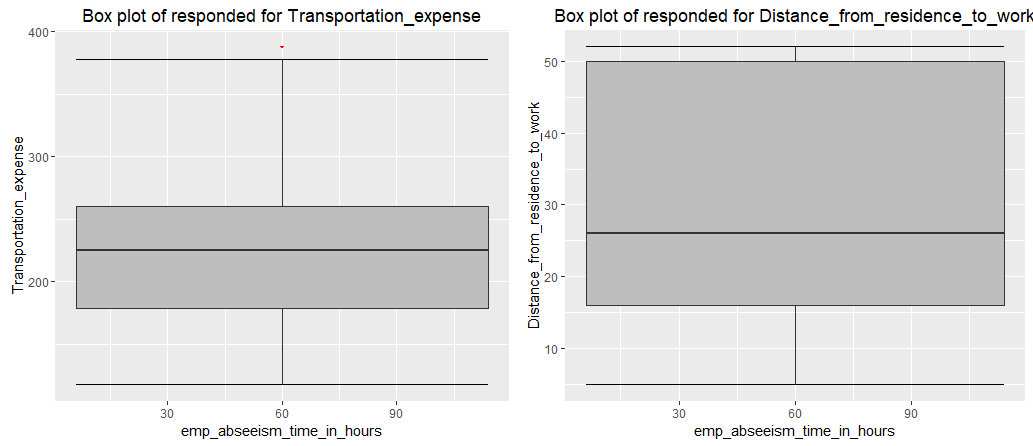 Box plot of responded for Transportation_expense
Transportation_expense
400
300
200
30 60 90
emp_abseeism_time_in_hours
Box plot of responded for Distance_from_residence_to_work
Distance_from_residence_to_work
50
40
30
20
10
30 60 90
emp_abseeism_time_in_hours